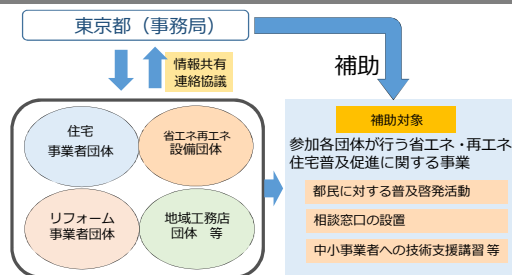 東京都（事務局）
情報共有
連絡協議
補助
住宅
事業者団体
省エネ再エネ
設備団体
リフォーム
事業者団体
地域工務店
団体　等
補助対象
参加各団体が行う省エネ・再エネ
住宅普及促進に関する事業
都民に対する普及啓発活動
相談窓口の設置
中小事業者への技術支援講習 等